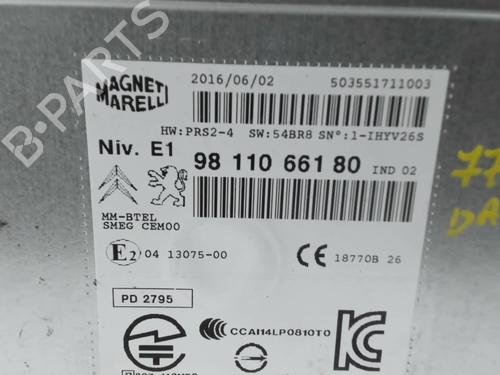 B-PARTS
MAGNETI
MARELLI
2016/06/02 503551711003
HW:PRS2-4 SW:54BR8 SN°:1-IHYV26S
Niv. E1
98 110 661 80 IND 02
MM-BTEL
SMEG CEM00
E2 04 13075-00
CE 18770B 26
PD 2795
CCAI14LP0810T0